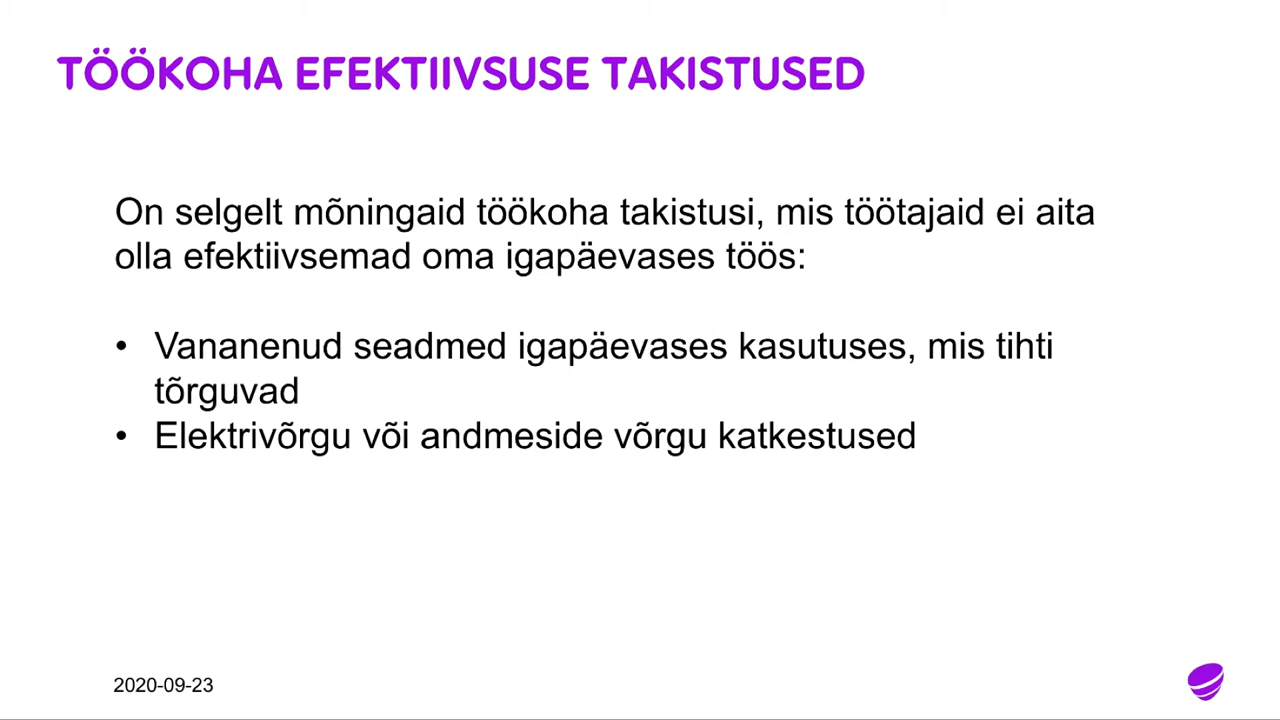 TÖÖKOHA EFEKTIIVSUSE TAKISTUSED
On selgelt mõningaid töökoha takistusi, mis töötajaid ei aita
olla efektiivsemad oma igapäevases töös:
• Vananenud seadmed igapäevases kasutuses, mis tihti
tõrguvad
• Elektrivõrgu või andmeside võrgu katkestused
2020-09-23